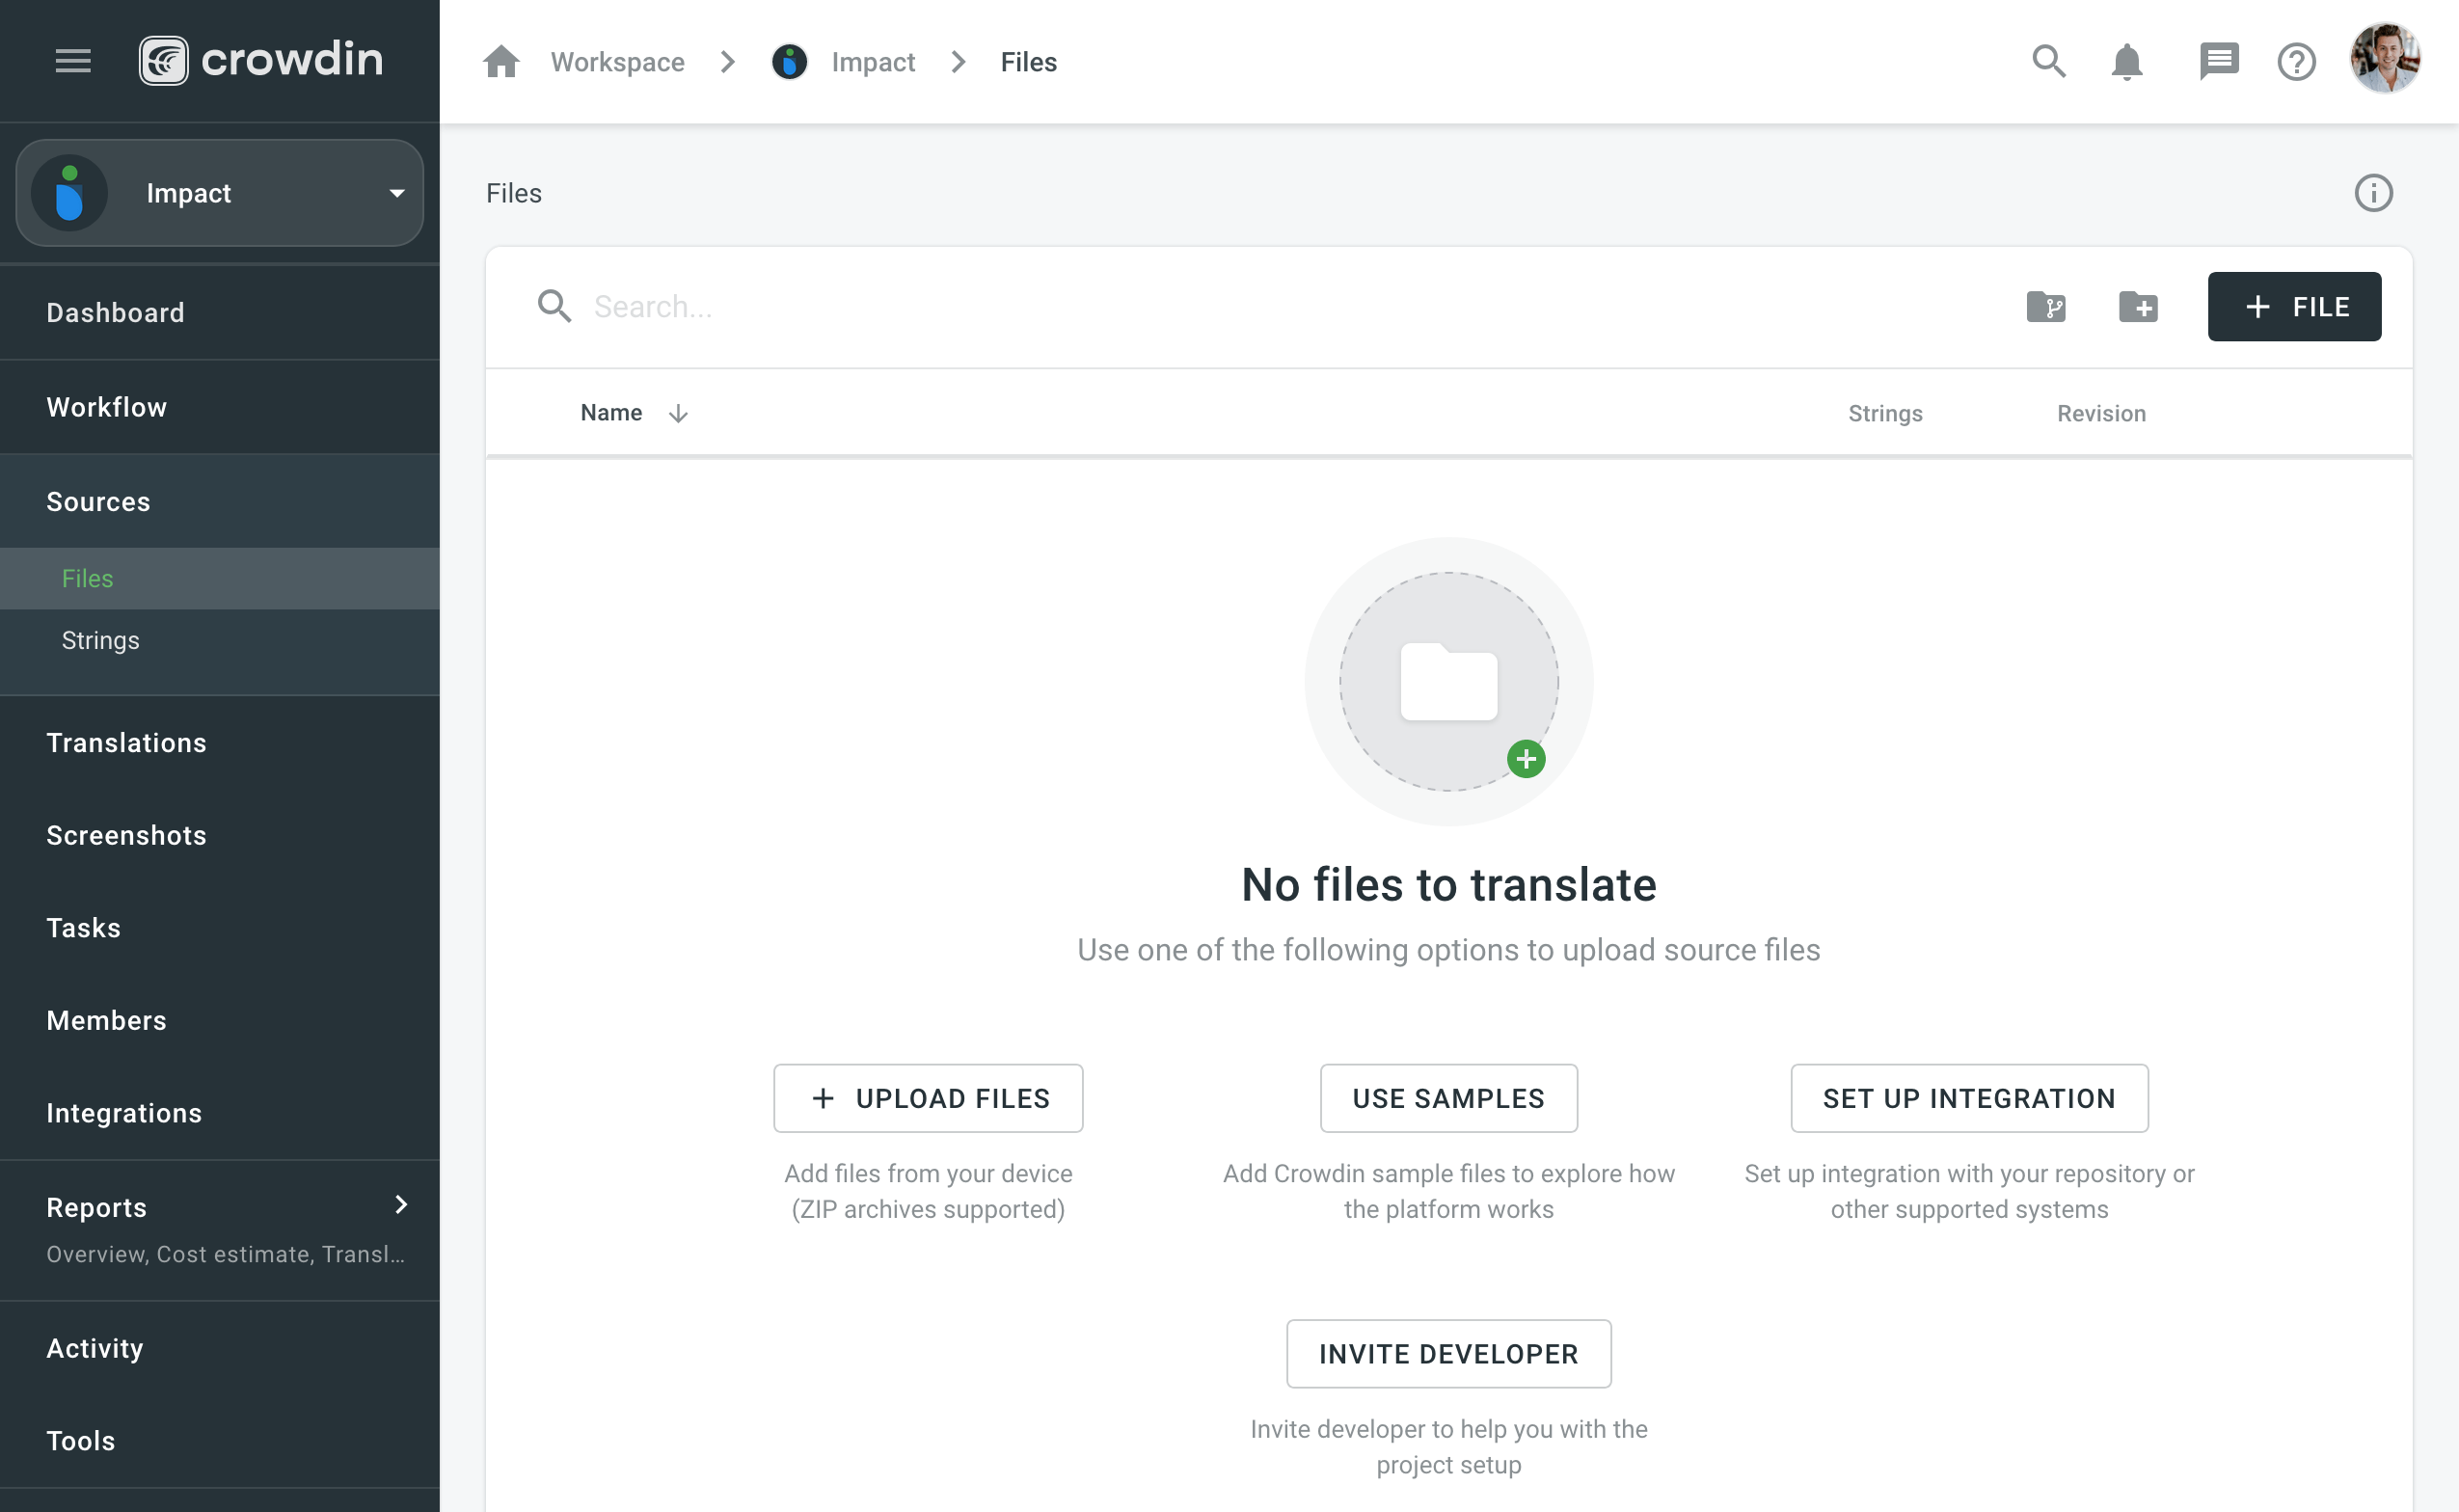 crowdin
Workspace Impact Files
Impact
Dashboard
Workflow
Sources
Files
Strings
Translations
Screenshots
Tasks
Members
Integrations
Reports
Overview, Cost estimate, Transl...
Activity
Tools
Files
Search...
FILE
Name Strings Revision
No files to translate
Use one of the following options to upload source files
UPLOAD FILES
Add files from your device
(ZIP archives supported)
USE SAMPLES
Add Crowdin sample files to explore how
the platform works
SET UP INTEGRATION
Set up integration with your repository or
other supported systems
INVITE DEVELOPER
Invite developer to help you with the
project setup